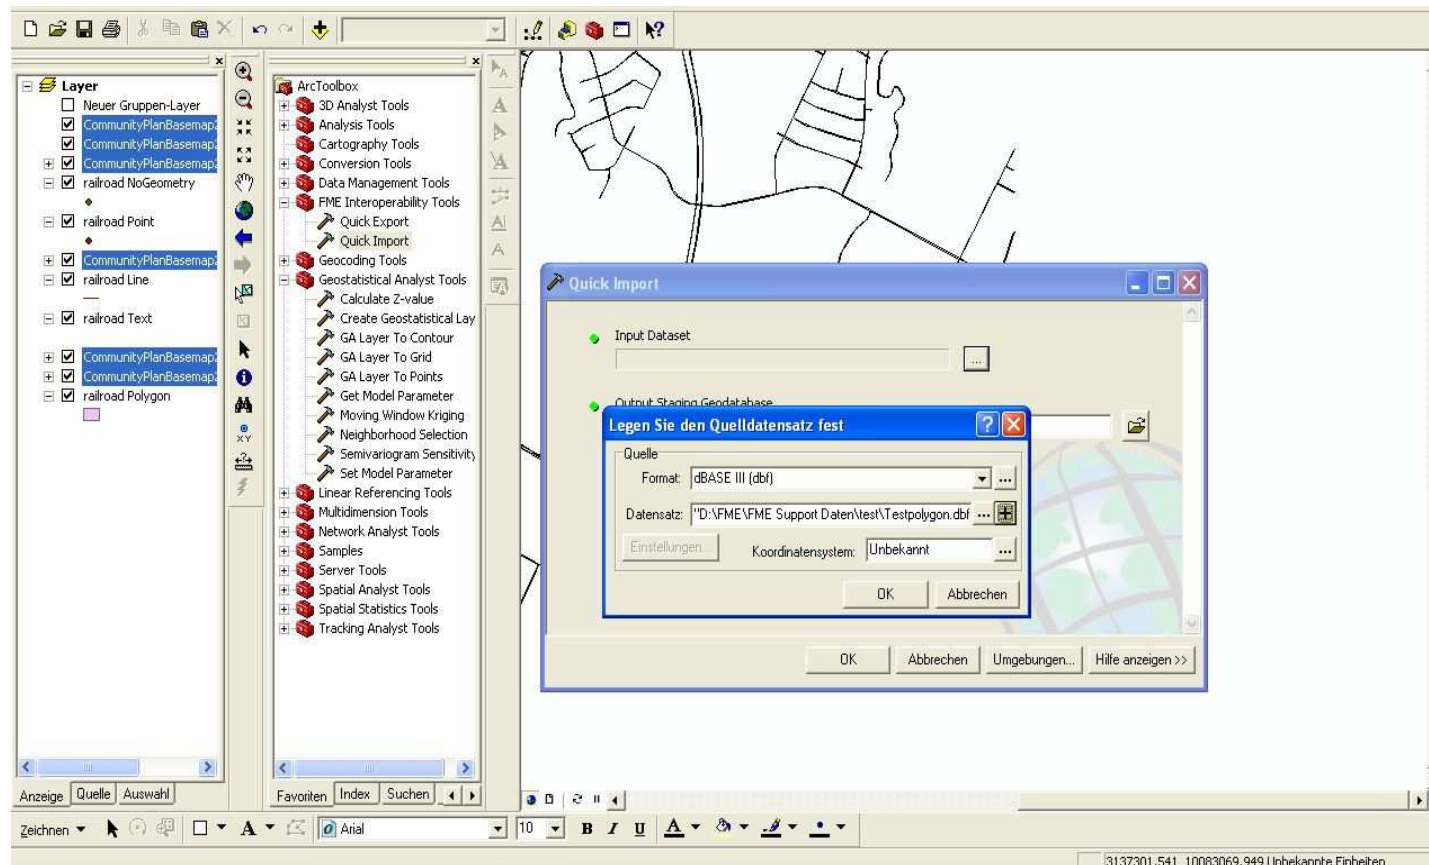 Layer
Neuer Gruppen-Layer
CommunityPlanBasemap2
CommunityPlanBasemap2
CommunityPlanBasemap2
railroad NoGeometry
railroad Point
CommunityPlanBasemap2
railroad Line
railroad Text
CommunityPlanBasemap2
CommunityPlanBasemap2
railroad Polygon
Anzeige
Quelle
Auswahl
ArcToolbox
3D Analyst Tools
Analysis Tools
Cartography Tools
Conversion Tools
Data Management Tools
FME Interoperability Tools
Quick Export
Quick Import
Geocoding Tools
Geostatistical Analyst Tools
Calculate Z-value
Create Geostatistical Lay
GA Layer To Contour
GA Layer To Grid
GA Layer To Points
Get Model Parameter
Moving Window Kriging
Neighborhood Selection
Semivariogram Sensitivity
Set Model Parameter
Linear Referencing Tools
Multidimension Tools
Network Analyst Tools
Samples
Server Tools
Spatial Analyst Tools
Spatial Statistics Tools
Tracking Analyst Tools
Favoriten
Index
Suchen
Quick Import
Input Dataset
...
Output Staging Geodatabase
Legen Sie den Quelldatensatz fest
Quelle
Format: dBASE III (dbf) ...
Datensatz: "D:\FME\FME Support Daten\test\Testpolygon.dbf ...
Einstellungen... Koordinatensystem: Unbekannt ...
OK Abbrechen
OK Abbrechen Umgebungen... Hilfe anzeigen >>
Zeichnen A Arial 10 B I U A
3137301,541 10083069,949 Unbekannte Einheiten